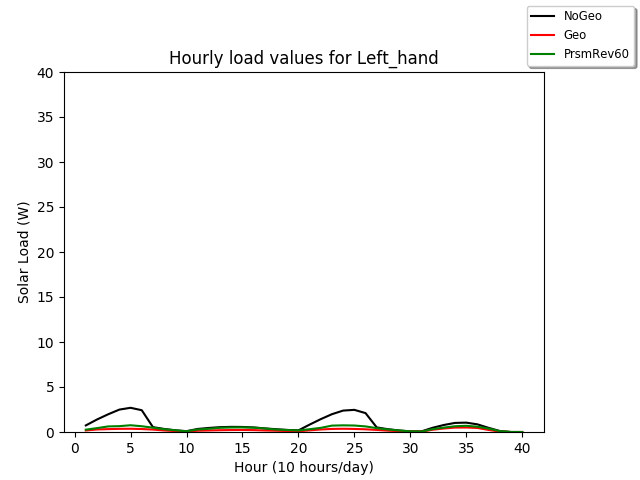 NoGeo
Geo
PrsmRev60
Hourly load values for Left_hand
40
35
30
25
20
15
10
5
0
Solar Load (W)
0 5 10 15 20 25 30 35 40
Hour (10 hours/day)